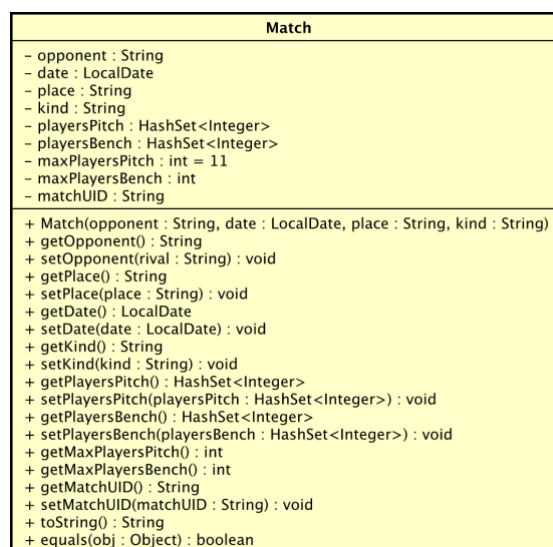 Match
- opponent : String
- date : LocalDate
- place : String
- kind : String
- playersPitch : HashSet<Integer>
- playersBench : HashSet<Integer>
- maxPlayersPitch : int = 11
- maxPlayersBench : int
- matchUID : String
+ Match(opponent : String, date : LocalDate, place : String, kind : String)
+ getOpponent() : String
+ setOpponent(rival : String) : void
+ getPlace() : String
+ setPlace(place : String) : void
+ getDate() : LocalDate
+ setDate(date : LocalDate) : void
+ getKind() : String
+ setKind(kind : String) : void
+ getPlayersPitch() : HashSet<Integer>
+ setPlayersPitch(playersPitch : HashSet<Integer>) : void
+ getPlayersBench() : HashSet<Integer>
+ setPlayersBench(playersBench : HashSet<Integer>) : void
+ getMaxPlayersPitch() : int
+ getMaxPlayersBench() : int
+ getMatchUID() : String
+ setMatchUID(matchUID : String) : void
+ toString() : String
+ equals(obj : Object) : boolean